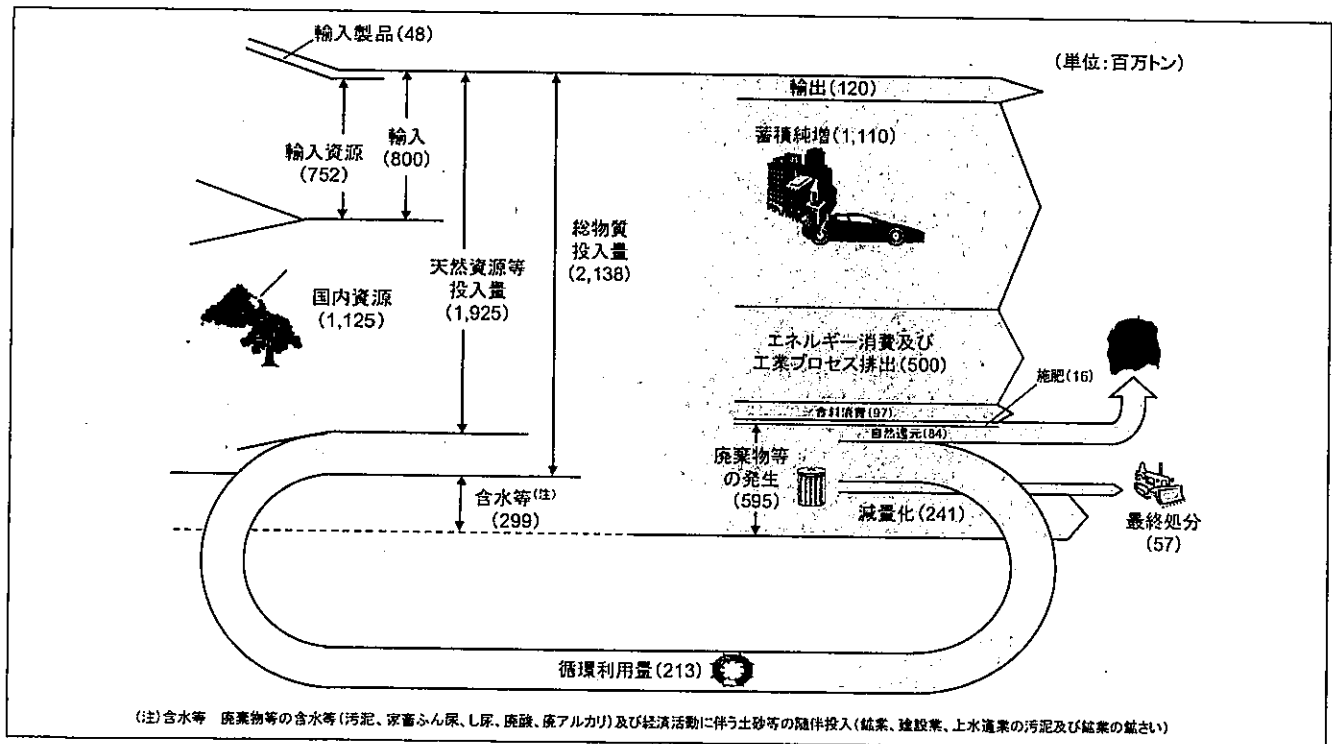 輸入製品(48)
(単位:百万トン)
輸出(120)
蓄積純増(1,110)
輸入
(800)
輸入資源
(752)
総物質
投入量
(2,138)
天然資源等
投入量
(1,925)
国内資源
(1,125)
エネルギー消費及び
工業プロセス排出(500)
施肥(16)
食料消費(97)
自然還元(84)
廃棄物等
の発生
(595)
含水等(注)
(299)
減量化(241)
最終処分
(57)
循環利用量(213)
(注)含水等 廃棄物等の含水等(汚泥、家畜ふん尿、し尿、廃酸、廃アルカリ)及び経済活動に伴う土砂等の随伴投入(鉱業、建設業、上水道業の汚泥及び鉱業の鉱さい)